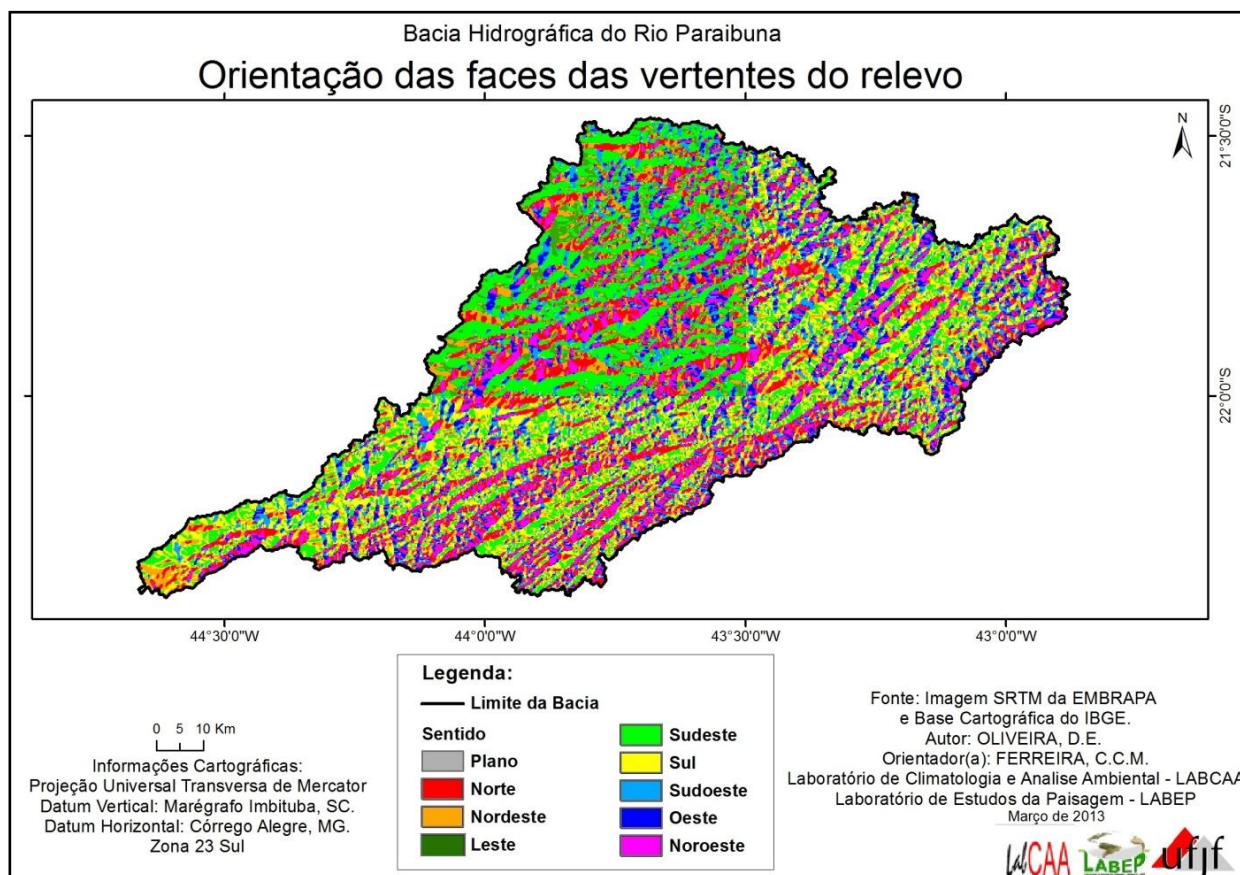 Bacia Hidrográfica do Rio Paraibuna
Orientação das faces das vertentes do relevo
N
21°30'0"S
22°0'0"S
44°30'0"W
44°0'0"W
43°30'0"W
43°0'0"W
Legenda:
Limite da Bacia
Sentido
Plano
Norte
Nordeste
Leste
Sudeste
Sul
Sudoeste
Oeste
Noroeste
0 5 10 Km
Informações Cartográficas:
Projeção Universal Transversa de Mercator
Datum Vertical: Marégrafo Imbituba, SC.
Datum Horizontal: Córrego Alegre, MG.
Zona 23 Sul
Fonte: Imagem SRTM da EMBRAPA
e Base Cartográfica do IBGE.
Autor: OLIVEIRA, D.E.
Orientador(a): FERREIRA, C.C.M.
Laboratório de Climatologia e Analise Ambiental - LABCAA
Laboratório de Estudos da Paisagem - LABEP
Março de 2013
LabCAA
LABEP
ufjf